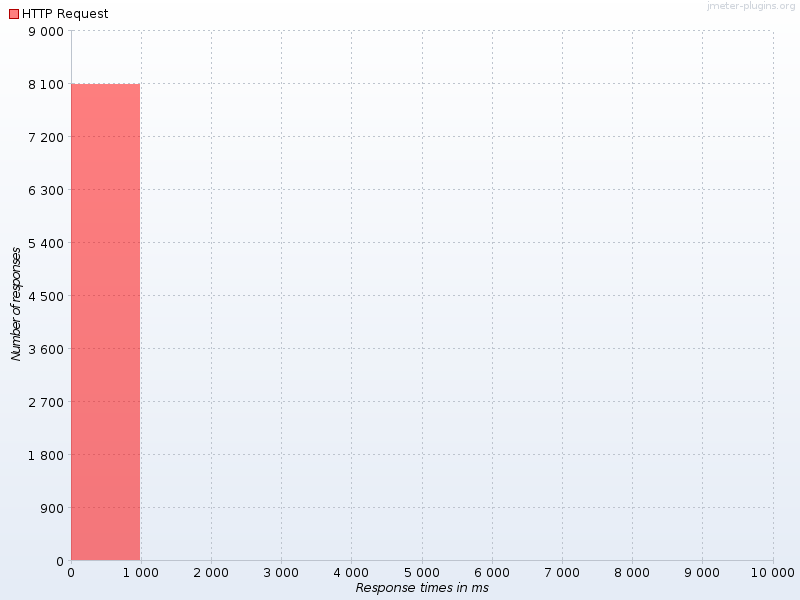 jmeter-plugins.org
HTTP Request
9 000
8 100
7 200
6 300
5 400
4 500
3 600
2 700
1 800
900
0
Number of responses
0 1 000 2 000 3 000 4 000 5 000 6 000 7 000 8 000 9 000 10 000
Response times in ms